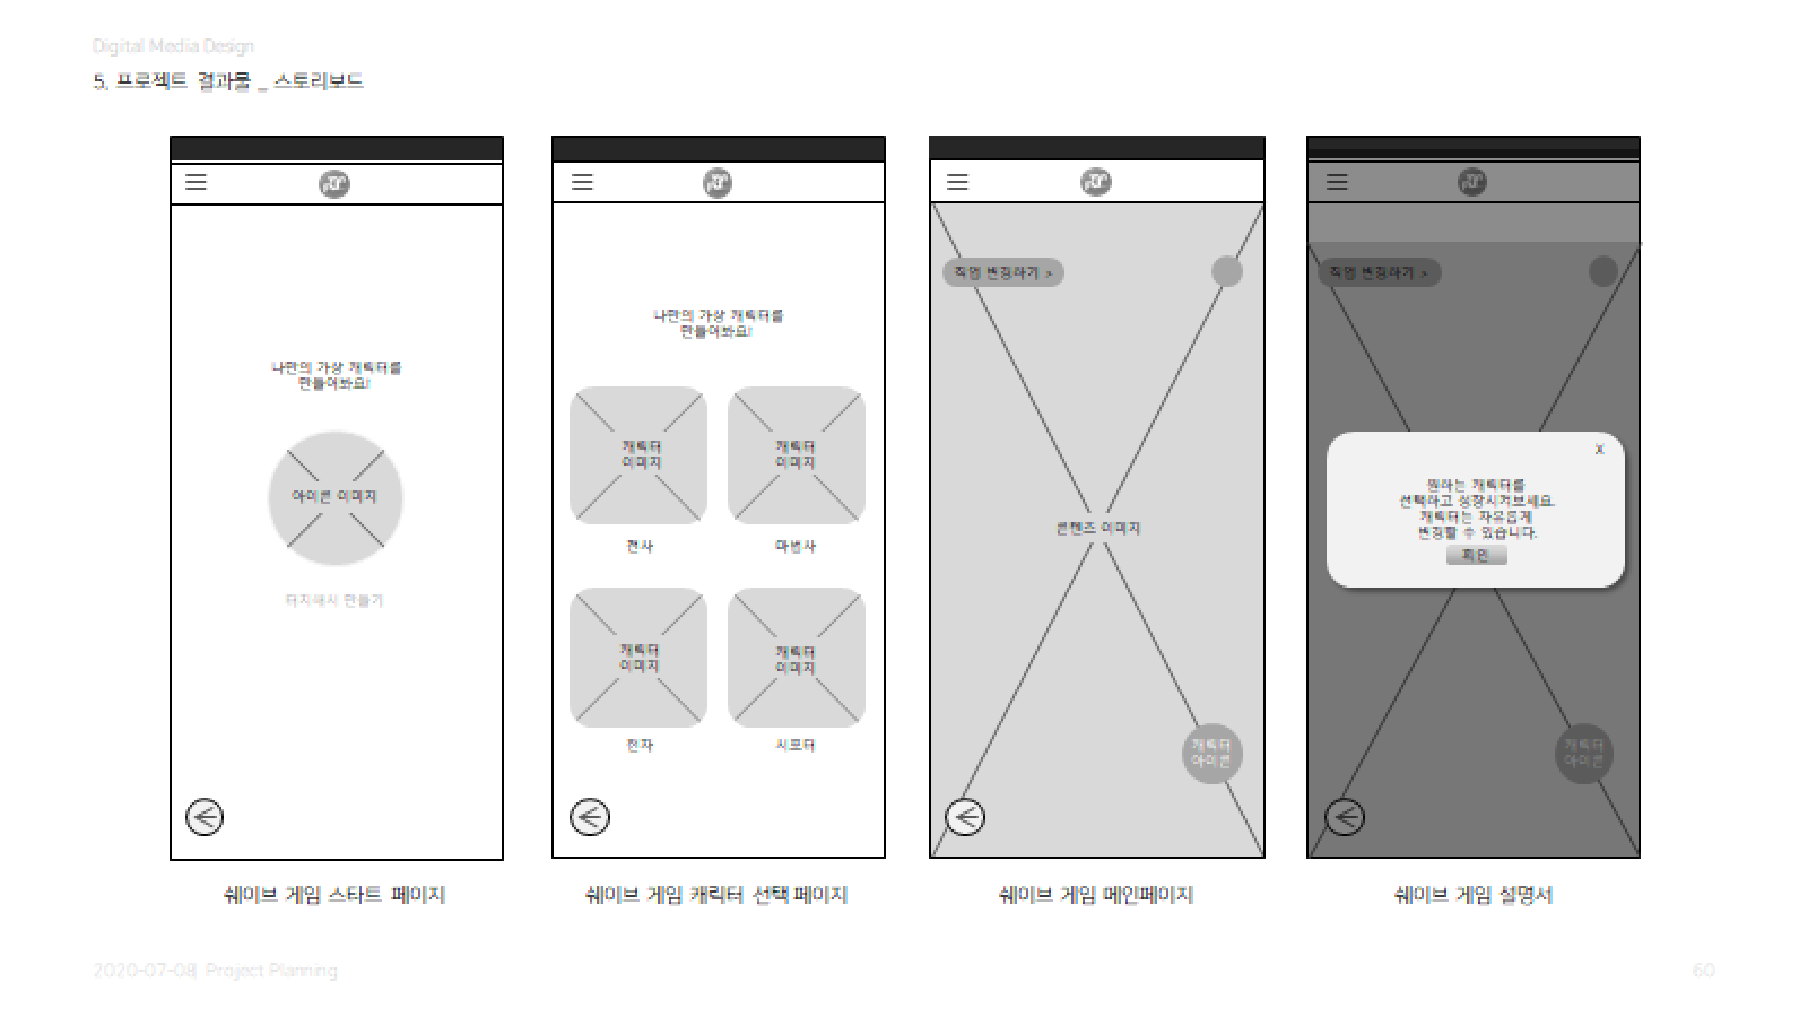 Digital Media Design
5. 프로젝트 결과물 _ 스토리보드
나만의 가상 캐릭터를
만들어봐요!
아이콘 이미지
터치해서 만들기
나만의 가상 캐릭터를
만들어봐요!
캐릭터
이미지
캐릭터
이미지
전사
마법사
캐릭터
이미지
캐릭터
이미지
현자
서포터
직업 변경하기 >
콘텐츠 이미지
캐릭터
아이콘
직업 변경하기 >
X
원하는 캐릭터를
선택하고 성장시켜보세요.
캐릭터는 자유롭게
변경할 수 있습니다.
확인
캐릭터
아이콘
쉐이브 게임 스타트 페이지
쉐이브 게임 캐릭터 선택 페이지
쉐이브 게임 메인페이지
쉐이브 게임 설명서
2020-07-08| Project Planning
60